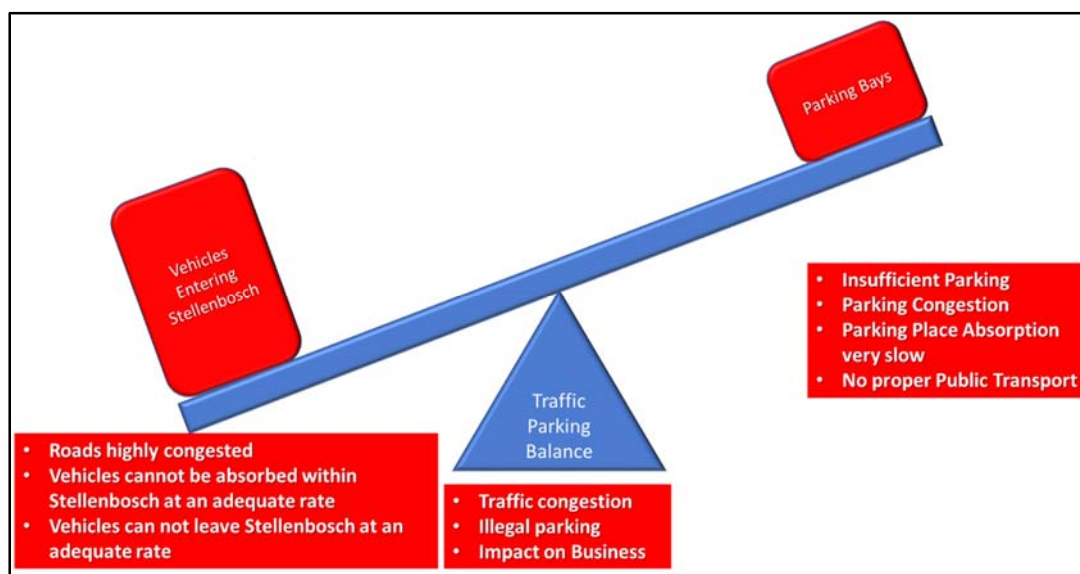 Parking Bays
Vehicles
Entering
Stellenbosch
• Insufficient Parking
• Parking Congestion
• Parking Place Absorption
very slow
• No proper Public Transport
Traffic
Parking
Balance
• Roads highly congested
• Vehicles cannot be absorbed within
Stellenbosch at an adequate rate
• Vehicles can not leave Stellenbosch at an
adequate rate
• Traffic congestion
• Illegal parking
• Impact on Business